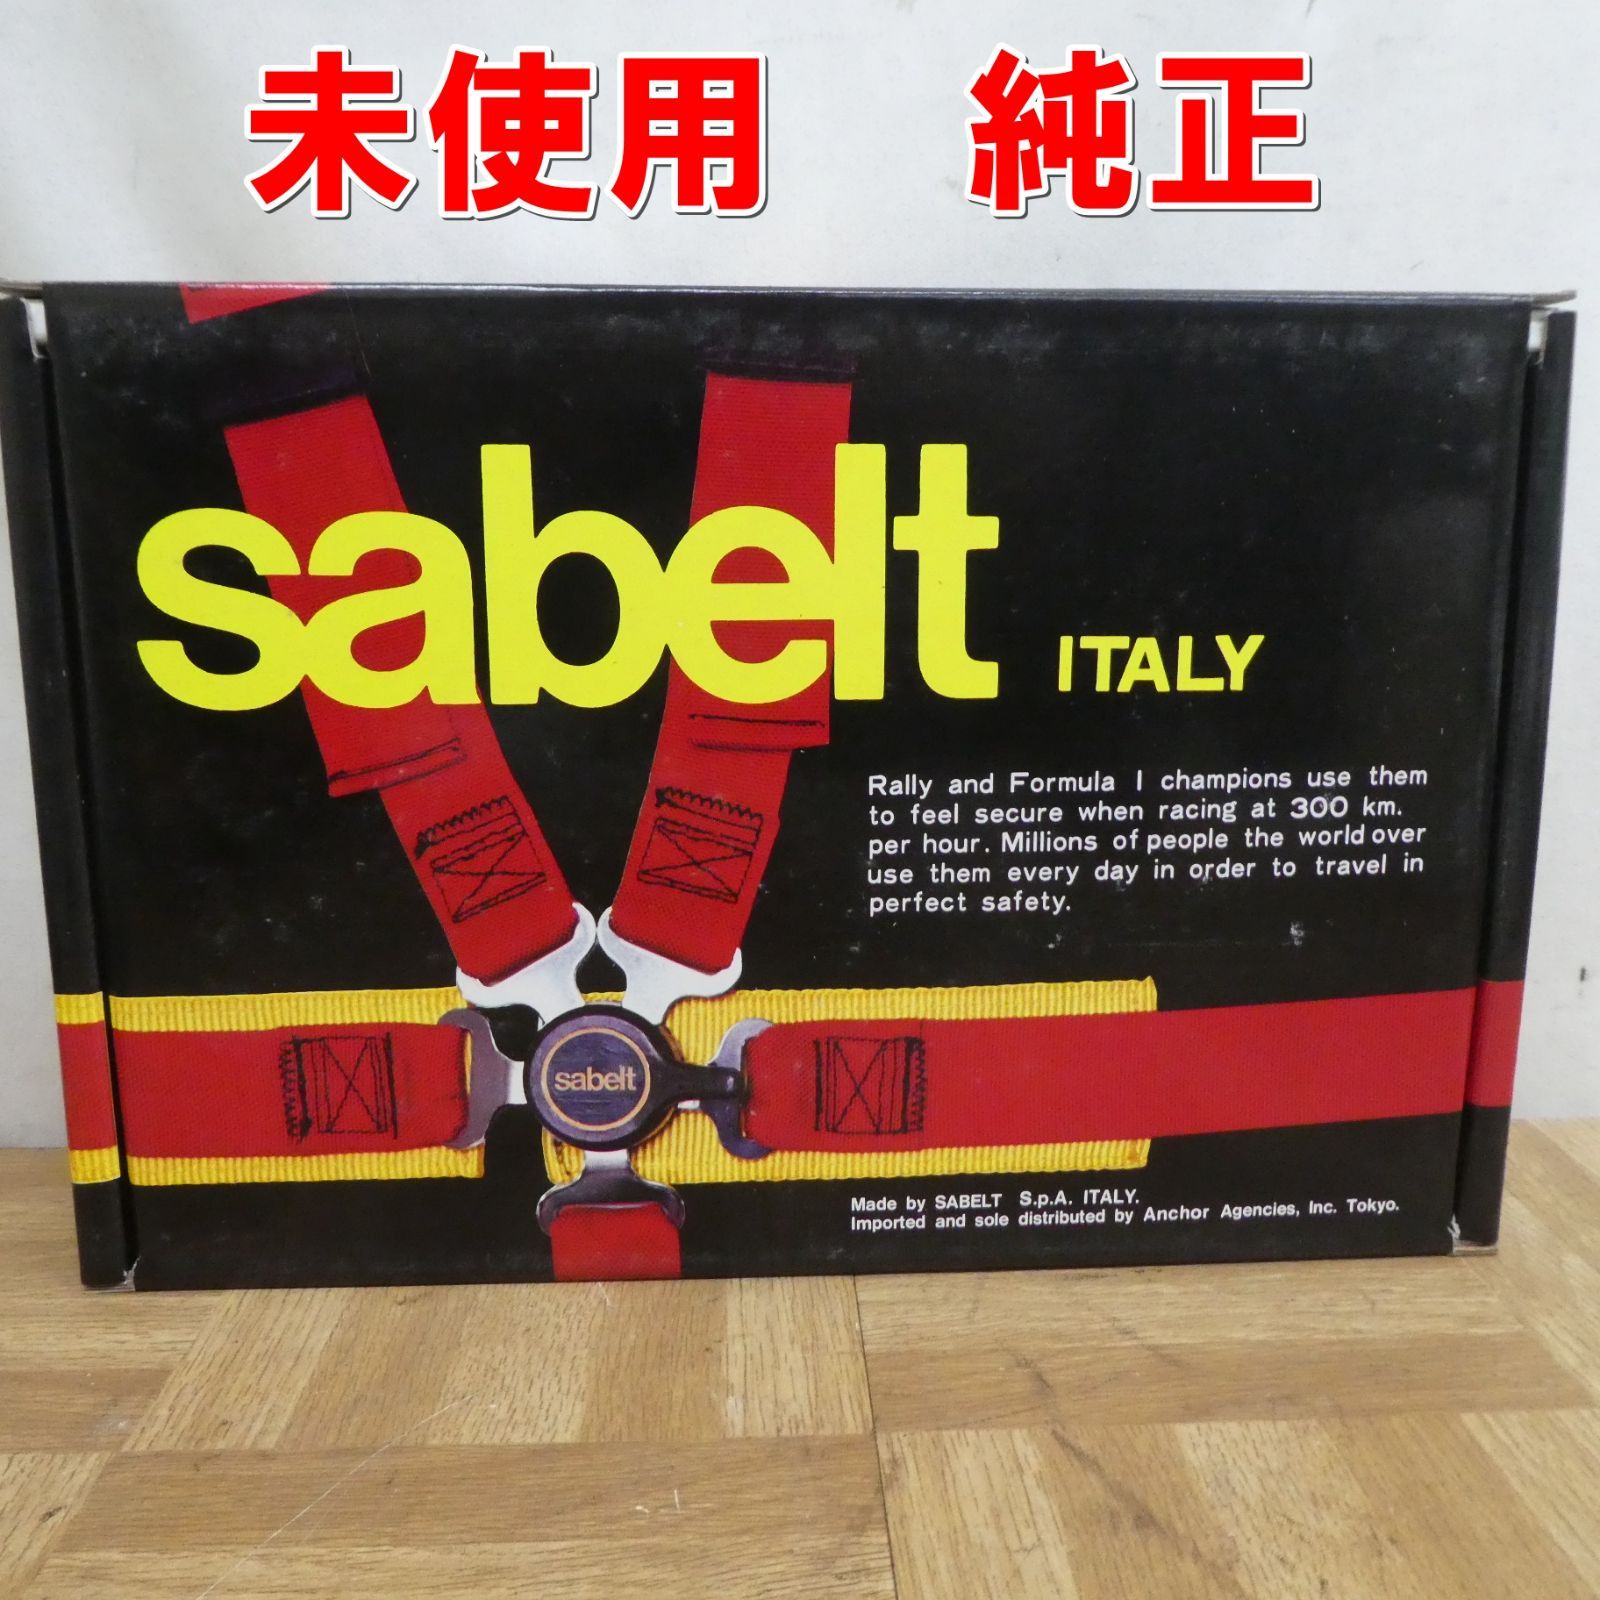 未使用　純正
sabelt ITALY
Rally and Formula I champions use them
to feel secure when racing at 300 km.
per hour. Millions of people the world over
use them every day in order to travel in
perfect safety.
sabelt
Made by SABELT S.p.A. ITALY.
Imported and sole distributed by Anchor Agencies, Inc. Tokyo.